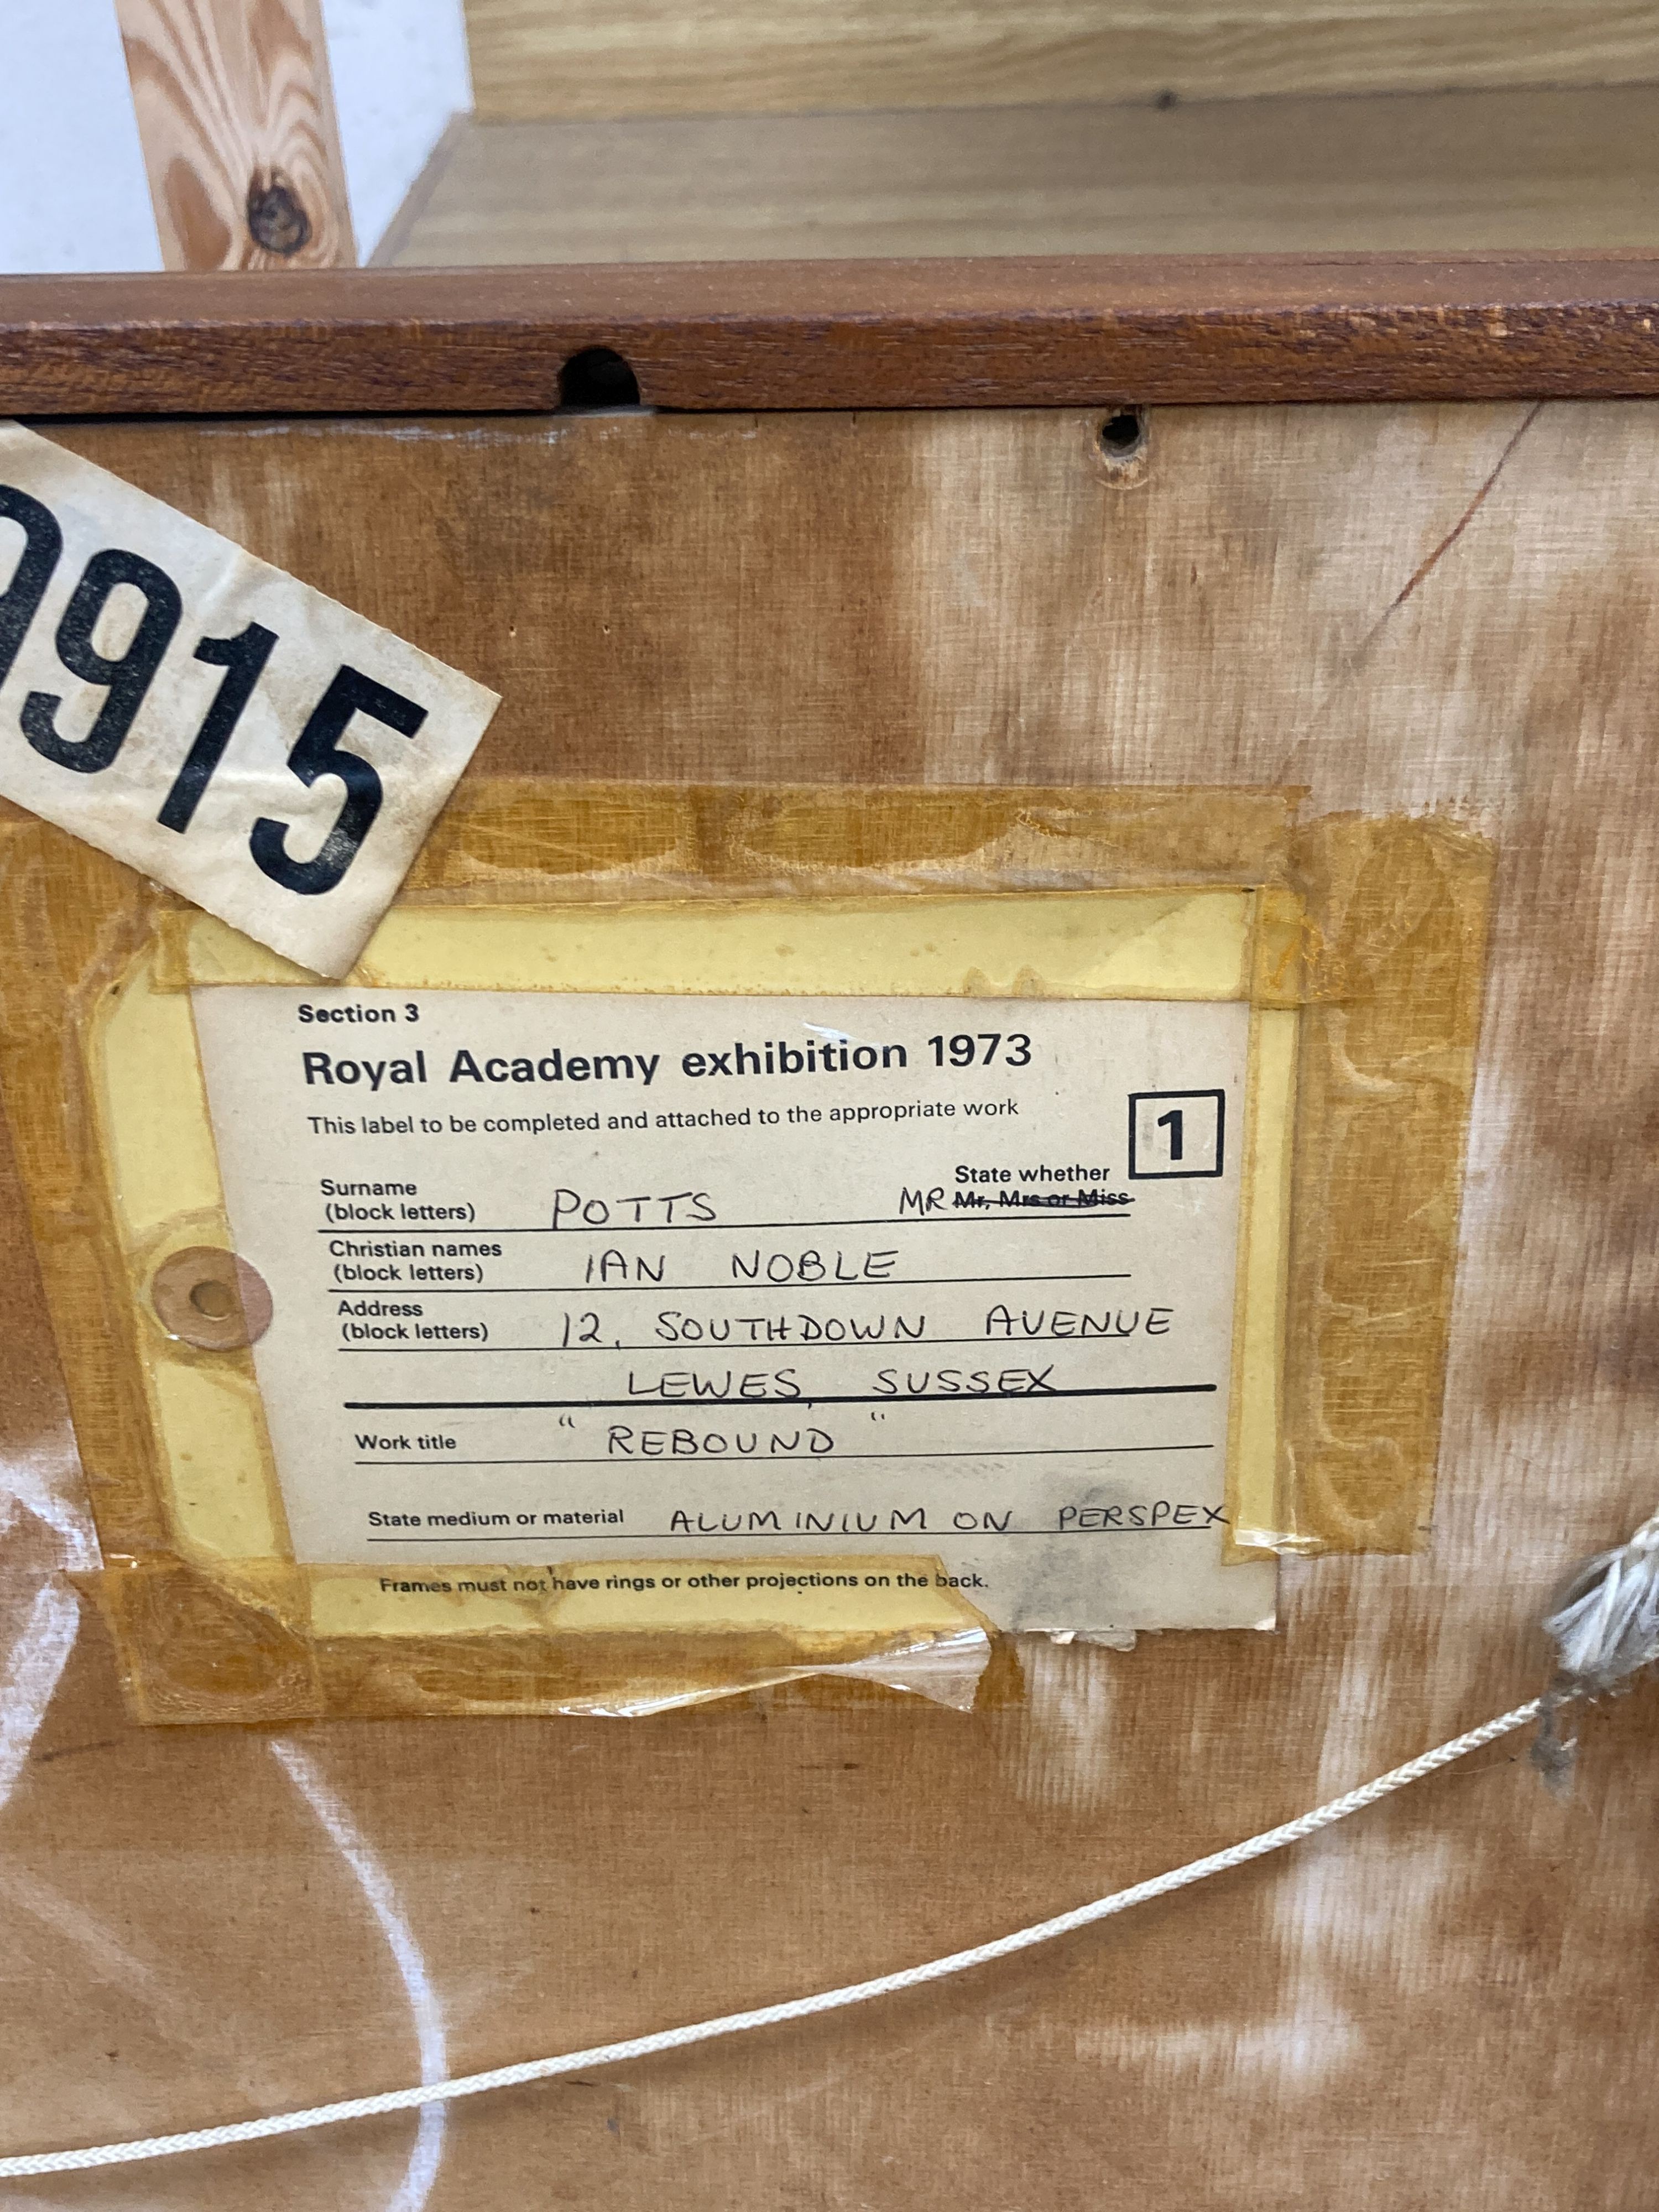 915
Section 3
Royal Academy exhibition 1973
This label to be completed and attached to the appropriate work
1
State whether
Surname
(block letters) POTTS MR Mr, Mrs or Miss
Christian names
(block letters) IAN NOBLE
Address
(block letters) 12, SOUTHDOWN AVENUE
LEWES, SUSSEX
Work title "REBOUND"
State medium or material ALUMINIUM ON PERSPEX
Frames must not have rings or other projections on the back.